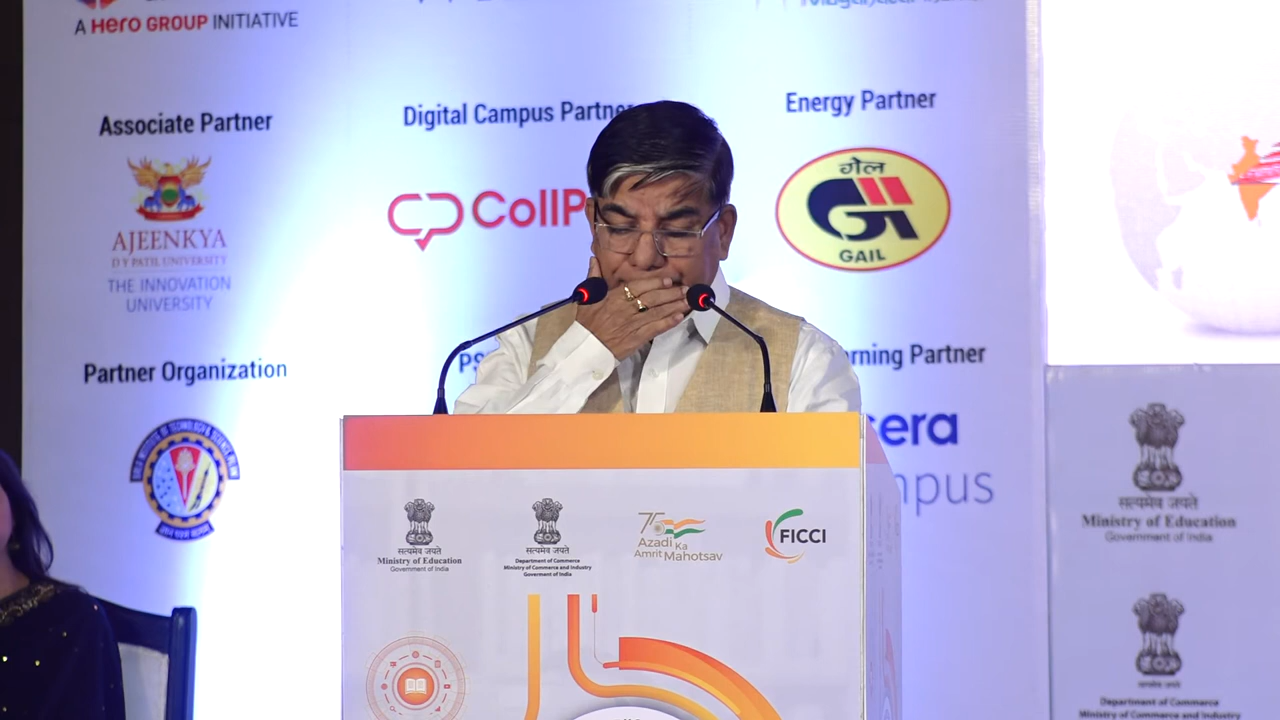 A HERO GROUP INITIATIVE
Associate Partner
AJEENKYA
D Y PATIL UNIVERSITY
THE INNOVATION
UNIVERSITY
Digital Campus Partner
CollP
Energy Partner
गेल
GAIL
Partner Organization
PS
rning Partner
sera
mpus
सत्यमेव जयते
Ministry of Education
Government of India
सत्यमेव जयते
Department of Commerce
Ministry of Commerce and Industry
Goverment of India
75
Azadi Ka
Amrit Mahotsav
FICCI
सत्यमेव जयते
Ministry of Education
Government of India
सत्यमेव जयते
Department of Commerce
Ministry of Commerce and Industry